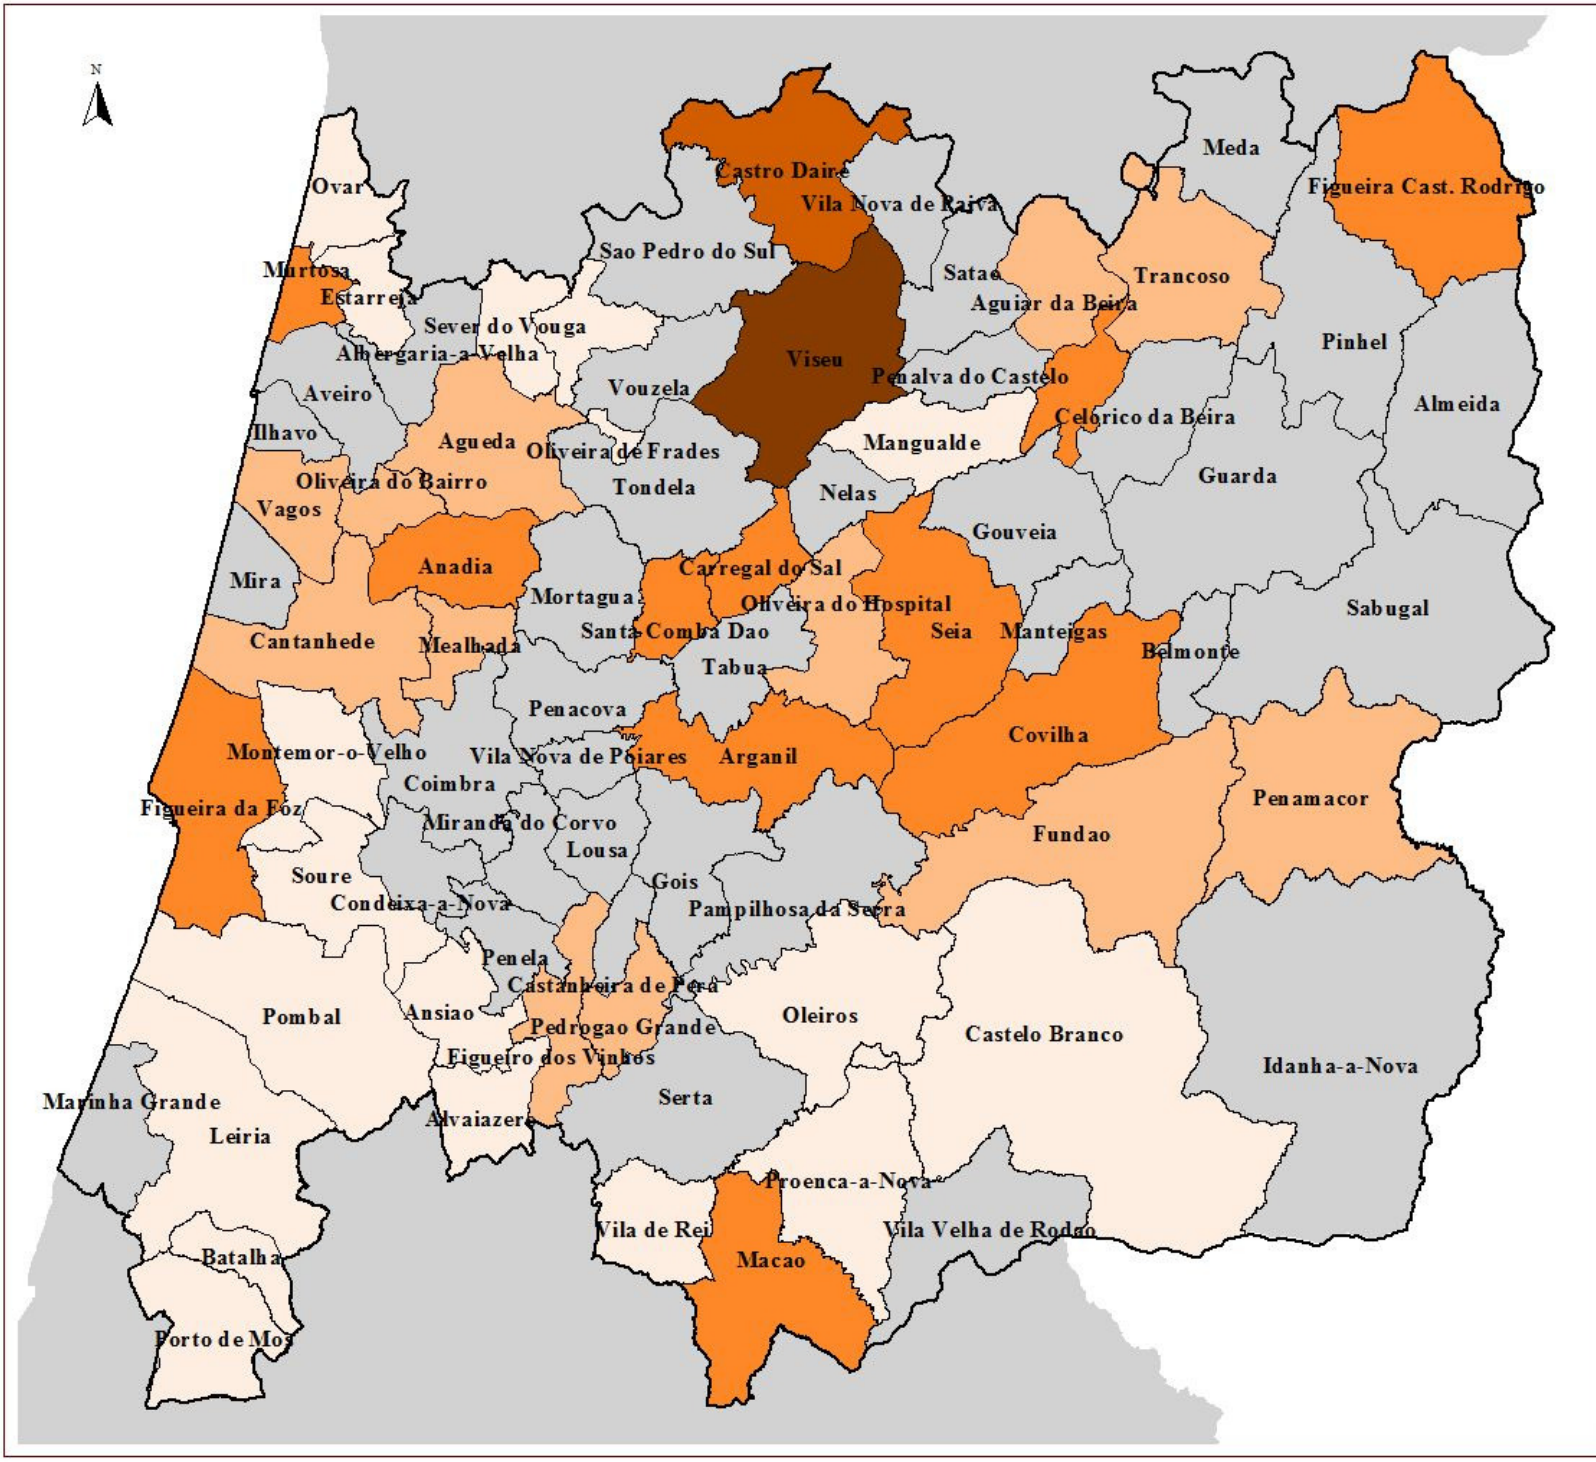 N
Meda
Ovar
Castro Daire
Figueira Cast. Rodrigo
Vila Nova de Paiva
Sao Pedro do Sul
Murtosa
Satao
Trancoso
Estarreja
Aguiar da Beira
Sever do Vouga
Pinhel
Albergaria-a-Velha
Viseu
Penalva do Castelo
Vouzela
Aveiro
Almeida
Celorico da Beira
Ilhavo
Agueda
Mangualde
Oliveira de Frades
Guarda
Oliveira do Bairro
Tondela
Nelas
Vagos
Gouveia
Anadia
Carregal do Sal
Mira
Mortagua
Oliveira do Hospital
Sabugal
Santa Comba Dao
Seia
Manteigas
Cantanhede
Mealhada
Belmonte
Tabua
Penacova
Covilha
Montemor-o-Velho
Vila Nova de Poiares
Arganil
Coimbra
Penamacor
Figueira da Foz
Miranda do Corvo
Fundao
Lousa
Soure
Gois
Condeixa-a-Nova
Pampilhosa da Serra
Penela
Castanheira de Pera
Ansiao
Pombal
Oleiros
Pedrogao Grande
Castelo Branco
Figueiro dos Vinhos
Idanha-a-Nova
Marinha Grande
Serta
Alvaiazere
Leiria
Proenca-a-Nova
Vila de Rei
Vila Velha de Rodao
Batalha
Macao
Porto de Mos